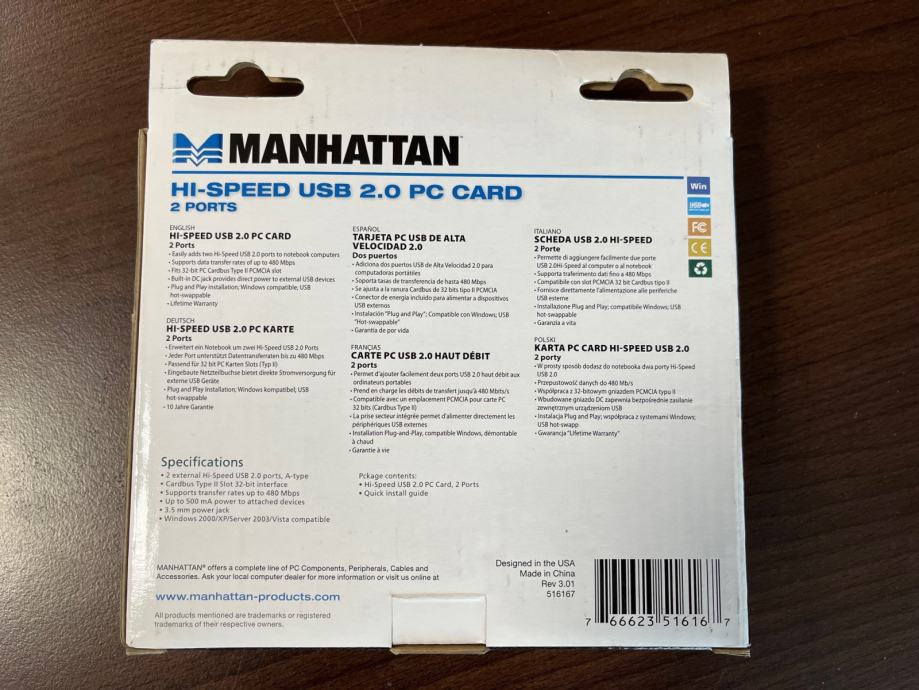 MANHATTAN™
HI-SPEED USB 2.0 PC CARD
2 PORTS
Win
USB
FC
CE
ENGLISH
HI-SPEED USB 2.0 PC CARD
2 Ports
• Easily adds two Hi-Speed USB 2.0 ports to notebook computers
• Supports data transfer rates of up to 480 Mbps
• Fits 32-bit PC Cardbus Type II PCMCIA slot
• Built-in DC jack provides direct power to external USB devices
• Plug and Play installation; Windows compatible; USB
hot-swappable
• Lifetime Warranty
DEUTSCH
HI-SPEED USB 2.0 PC KARTE
2 Ports
• Erweitert ein Notebook um zwei Hi-Speed USB 2.0 Ports
• Jeder Port unterstützt Datentransferraten bis zu 480 Mbps
• Passend für 32 bit PC Karten Slots (Typ II)
• Eingebaute Netzteilbuchse bietet direkte Stromversorgung für
externe USB Geräte
• Plug and Play Installation; Windows kompatibel; USB
hot-swappable
• 10 Jahre Garantie
ESPAÑOL
TARJETA PC USB DE ALTA
VELOCIDAD 2.0
Dos puertos
• Adiciona dos puertos USB de Alta Velocidad 2.0 para
computadoras portátiles
• Soporta tasas de transferencia de hasta 480 Mbps
• Se ajusta a la ranura Cardbus de 32 bits tipo II PCMCIA
• Conector de energía incluido para alimentar a dispositivos
USB externos
• Instalación "Plug and Play"; Compatible con Windows; USB
"Hot-swappable"
• Garantía de por vida
FRANÇAIS
CARTE PC USB 2.0 HAUT DÉBIT
2 ports
• Permet d'ajouter facilement deux ports USB 2.0 haut débit aux
ordinateurs portables
• Prend en charge les débits de transfert jusqu'à 480 Mbits/s
• Compatible avec un emplacement PCMCIA pour carte PC
32 bits (Cardbus Type II)
• La prise secteur intégrée permet d'alimenter directement les
périphériques USB externes
• Installation Plug-and-Play, compatible Windows, démontable
à chaud
• Garantie à vie
ITALIANO
SCHEDA USB 2.0 HI-SPEED
2 Porte
• Permette di aggiungere facilmente due porte
USB 2.0Hi-Speed al computer o al notebook
• Supporta traferimento dati fino a 480 Mbps
• Compatibile con slot PCMCIA 32 bit Cardbus tipo II
• Fornisce direttamente l'alimentazione alle periferiche
USB esterne
• Installazione Plug and Play; compatibile Windows; USB
hot-swappable
• Garanzia a vita
POLSKI
KARTA PC CARD HI-SPEED USB 2.0
2 porty
• W prosty sposób dodasz do notebooka dwa porty Hi-Speed
USB 2.0
• Przepustowość danych do 480 Mb/s
• Współpraca z 32-bitowym gniazdem PCMCIA typu II
• Wbudowane gniazdo DC zapewnia bezpośrednie zasilanie
zewnętrznym urządzeniom USB
• Instalacja Plug and Play; współpraca z systemami Windows;
USB hot-swapp
• Gwarancja "Lifetime Warranty"
Specifications
• 2 external Hi-Speed USB 2.0 ports, A-type
• Cardbus Type II Slot 32-bit interface
• Supports transfer rates up to 480 Mbps
• Up to 500 mA power to attached devices
• 3.5 mm power jack
• Windows 2000/XP/Server 2003/Vista compatible
Pckage contents:
• Hi-Speed USB 2.0 PC Card, 2 Ports
• Quick install guide
MANHATTAN® offers a complete line of PC Components, Peripherals, Cables and
Accessories. Ask your local computer dealer for more information or visit us online at
www.manhattan-products.com
All products mentioned are trademarks or registered
trademarks of their respective owners.
Designed in the USA
Made in China
Rev 3.01
516167
7 66623 51616 7